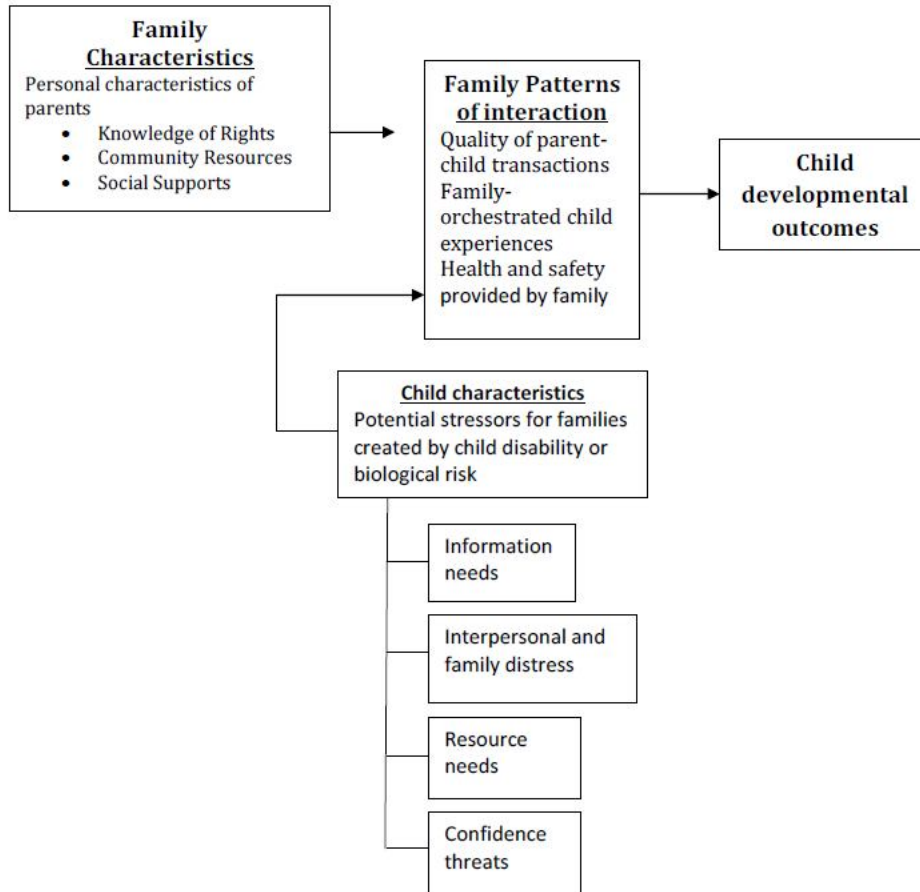 Family
Characteristics
Personal characteristics of
parents
• Knowledge of Rights
• Community Resources
• Social Supports
Family Patterns
of interaction
Quality of parent-
child transactions
Family-
orchestrated child
experiences
Health and safety
provided by family
Child
developmental
outcomes
Child characteristics
Potential stressors for families
created by child disability or
biological risk
Information
needs
Interpersonal and
family distress
Resource
needs
Confidence
threats